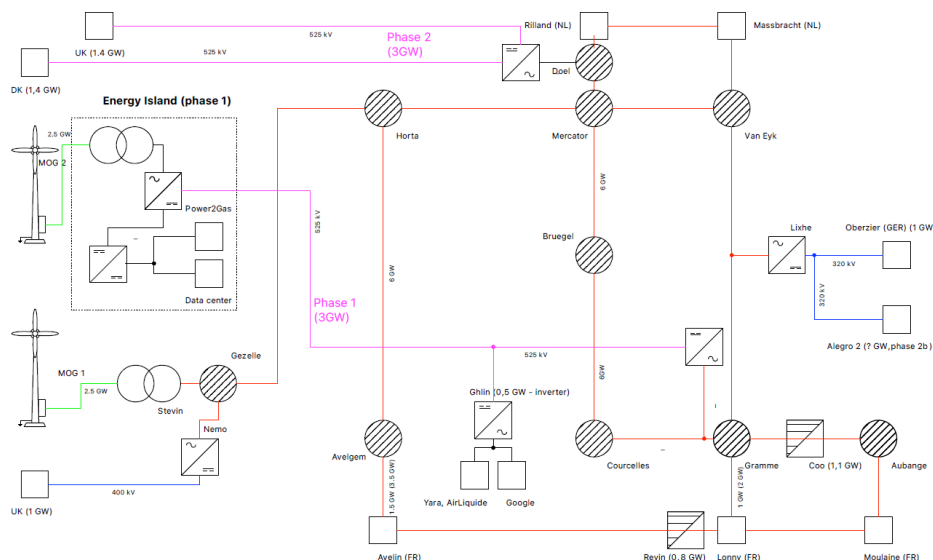 Rilland (NL)
Massbracht (NL)
525 kV
Phase 2
(3GW)
UK (1.4 GW)
525 kV
Doel
DK (1,4 GW)
Energy Island (phase 1)
2.5 GW
MOG 2
Horta
Mercator
Van Eyk
Power2Gas
6 GW
525 kV
Bruegel
Lixhe
Oberzier (GER) (1 GW
320 kV
320 kV
6 GW
Data center
Phase 1
(3GW)
Alegro 2 (? GW,phase 2b)
Gezelle
525 kV
MOG 1
2.5 GW
6GW
Stevin
Ghlin (0,5 GW - inverter)
Nemo
Avelgem
Courcelles
Gramme
Coo (1,1 GW)
Aubange
400 kV
UK (1 GW)
1.5 GW (3.5 GW)
Yara, AirLiquide
Google
1 GW (2 GW)
Avelin (FR)
Revin (0,8 GW)
Lonny (FR)
Moulaine (FR)